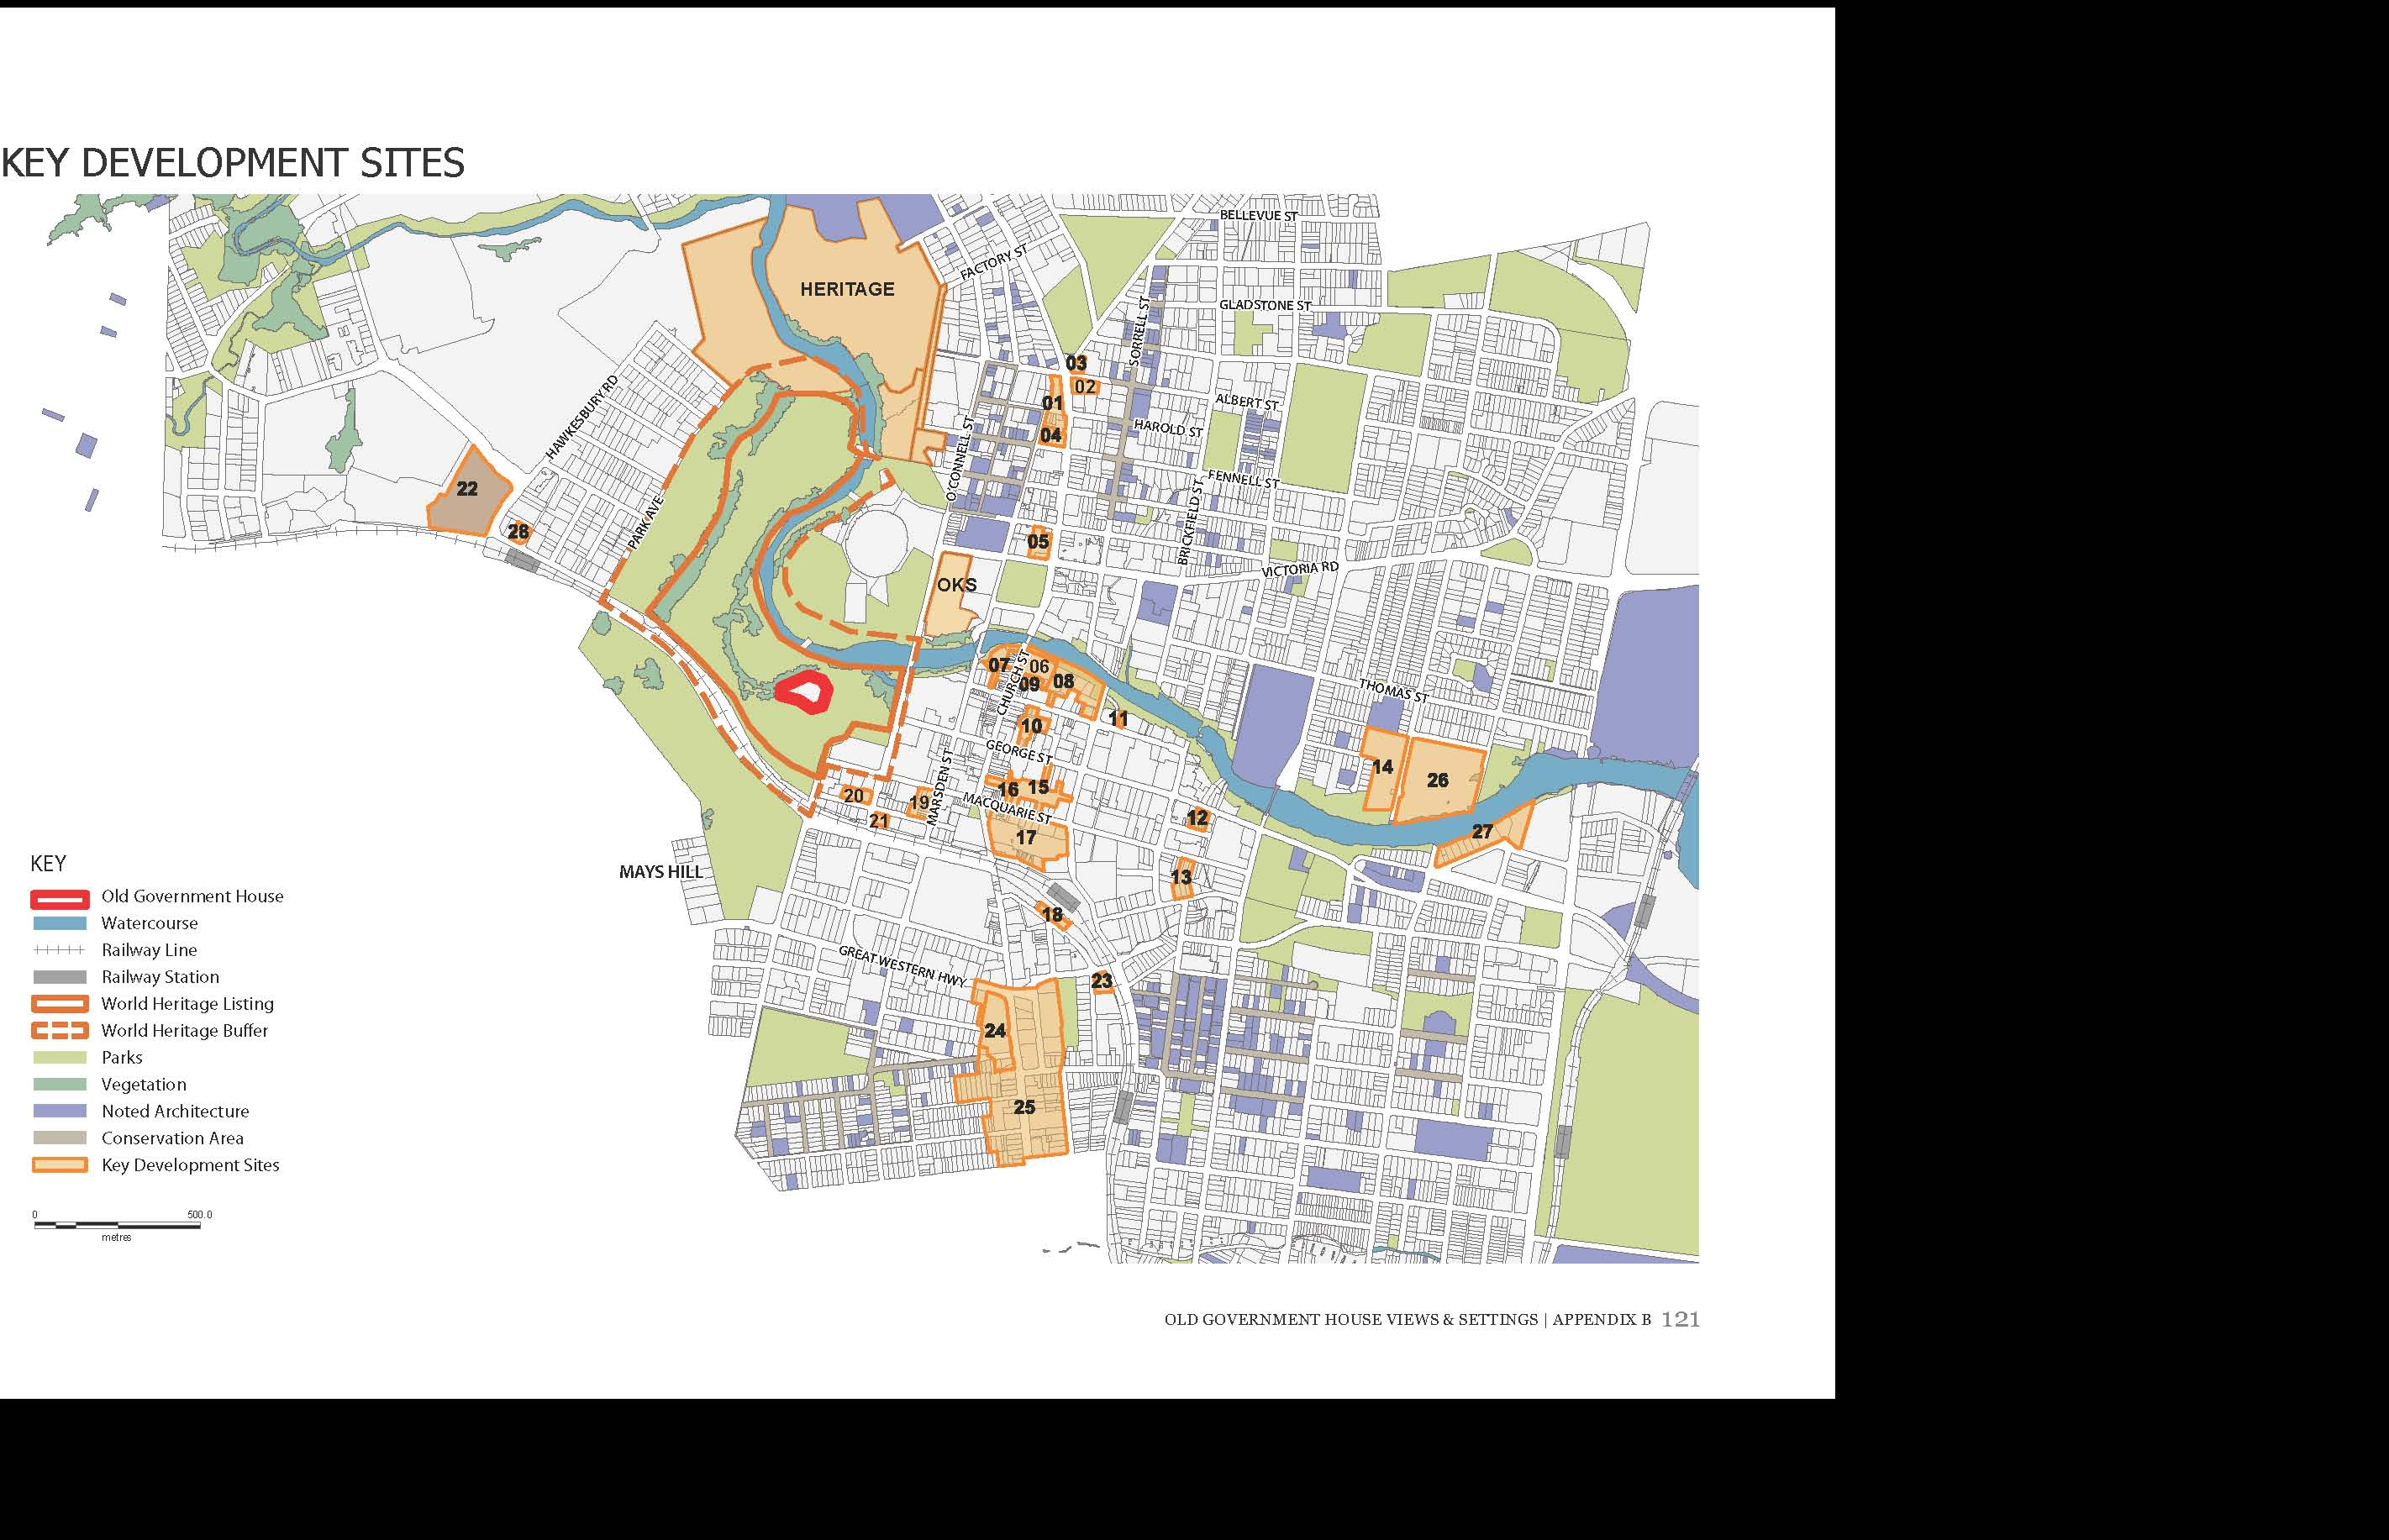 KEY DEVELOPMENT SITES
BELLEVUE ST
FACTORY ST
HERITAGE
GLADSTONE ST
SORRELL ST
03
02
HAWKESBURY RD
01
ALBERT ST
04
HAROLD ST
O'CONNELL ST
FENNELL ST
22
PARK AVE
BRICKFIELD ST
28
05
VICTORIA RD
OKS
07
06
CHURCH ST
09
08
THOMAS ST
11
10
GEORGE ST
14
26
MARSDEN ST
16
15
20
19
MACQUARIE ST
21
12
27
17
MAYS HILL
13
18
GREAT WESTERN HWY
23
24
25
KEY
Old Government House
Watercourse
Railway Line
Railway Station
World Heritage Listing
World Heritage Buffer
Parks
Vegetation
Noted Architecture
Conservation Area
Key Development Sites
0 500.0
metres
OLD GOVERNMENT HOUSE VIEWS & SETTINGS | APPENDIX B 121